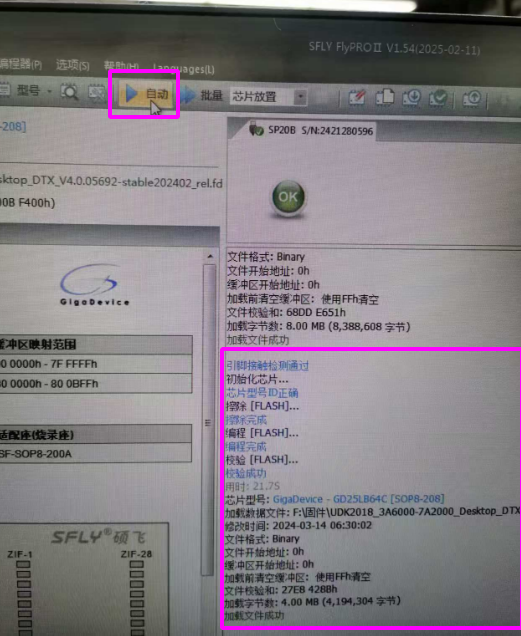 SFLY FlyPRO II V1.54(2025-02-11)
编程器(P) 选项(S) 帮助(H) Languages(L)
型号 自动 批量 芯片放置
-208]
SP20B S/N:2421280596
sktop_DTX_V4.0.05692-stable202402_rel.fd
00B F400h)
OK
GigaDevice
文件格式: Binary
文件开始地址: 0h
缓冲区开始地址: 0h
加载前清空缓冲区: 使用FFh清空
文件校验和: 68DD E651h
加载字节数: 8.00 MB (8,388,608 字节)
加载文件成功
缓冲区映射范围
0 0000h - 7F FFFFh
0 0000h - 80 0BFFh
适配座(烧录座)
SF-SOP8-200A
SFLY®硕飞
ZIF-1 ZIF-28
引脚接触检测通过
初始化芯片...
芯片型号ID正确
擦除 [FLASH]...
擦除完成
编程 [FLASH]...
编程完成
校验 [FLASH]...
校验成功
用时: 21.7S
芯片型号: GigaDevice - GD25LB64C [SOP8-208]
加载数据文件: F:\固件\UDK2018_3A6000-7A2000_Desktop_DTX
修改时间: 2024-03-14 06:30:02
文件格式: Binary
文件开始地址: 0h
缓冲区开始地址: 0h
加载前清空缓冲区: 使用FFh清空
文件校验和: 27EB 428Bh
加载字节数: 4.00 MB (4,194,304 字节)
加载文件成功